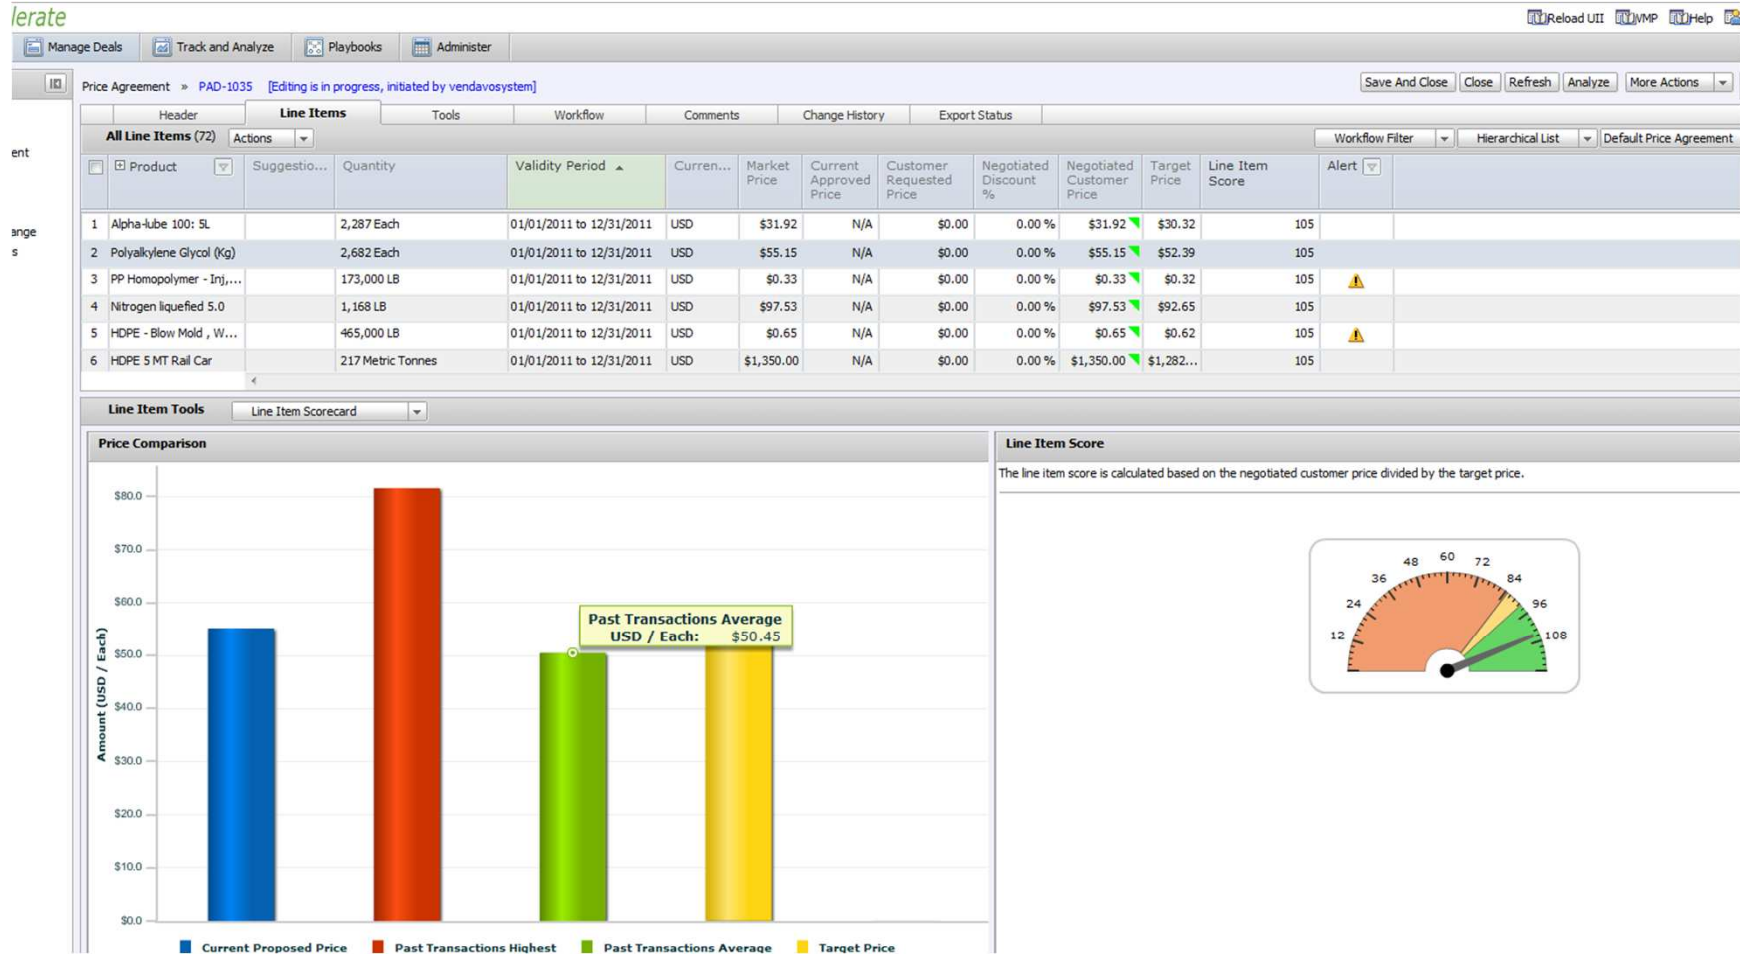 lerate
Reload UII VMP Help
Manage Deals Track and Analyze Playbooks Administer
Price Agreement » PAD-1035 [Editing is in progress, initiated by vendavosystem] Save And Close Close Refresh Analyze More Actions
Header Line Items Tools Workflow Comments Change History Export Status
All Line Items (72) Actions Workflow Filter Hierarchical List Default Price Agreement
ent
ange
s
Product Suggestio... Quantity Validity Period Curren... Market Price Current Approved Price Customer Requested Price Negotiated Discount % Negotiated Customer Price Target Price Line Item Score Alert
1 Alpha-lube 100: 5L 2,287 Each 01/01/2011 to 12/31/2011 USD $31.92 N/A $0.00 0.00 % $31.92 $30.32 105
2 Polyalkylene Glycol (Kg) 2,682 Each 01/01/2011 to 12/31/2011 USD $55.15 N/A $0.00 0.00 % $55.15 $52.39 105
3 PP Homopolymer - Inj,... 173,000 LB 01/01/2011 to 12/31/2011 USD $0.33 N/A $0.00 0.00 % $0.33 $0.32 105
4 Nitrogen liquefied 5.0 1,168 LB 01/01/2011 to 12/31/2011 USD $97.53 N/A $0.00 0.00 % $97.53 $92.65 105
5 HDPE - Blow Mold , W... 465,000 LB 01/01/2011 to 12/31/2011 USD $0.65 N/A $0.00 0.00 % $0.65 $0.62 105
6 HDPE 5 MT Rail Car 217 Metric Tonnes 01/01/2011 to 12/31/2011 USD $1,350.00 N/A $0.00 0.00 % $1,350.00 $1,282... 105
Line Item Tools Line Item Scorecard
Price Comparison
Amount (USD / Each)
$80.0
$70.0
$60.0
$50.0
$40.0
$30.0
$20.0
$10.0
$0.0
Past Transactions Average
USD / Each: $50.45
Current Proposed Price Past Transactions Highest Past Transactions Average Target Price
Line Item Score
The line item score is calculated based on the negotiated customer price divided by the target price.
12 24 36 48 60 72 84 96 108